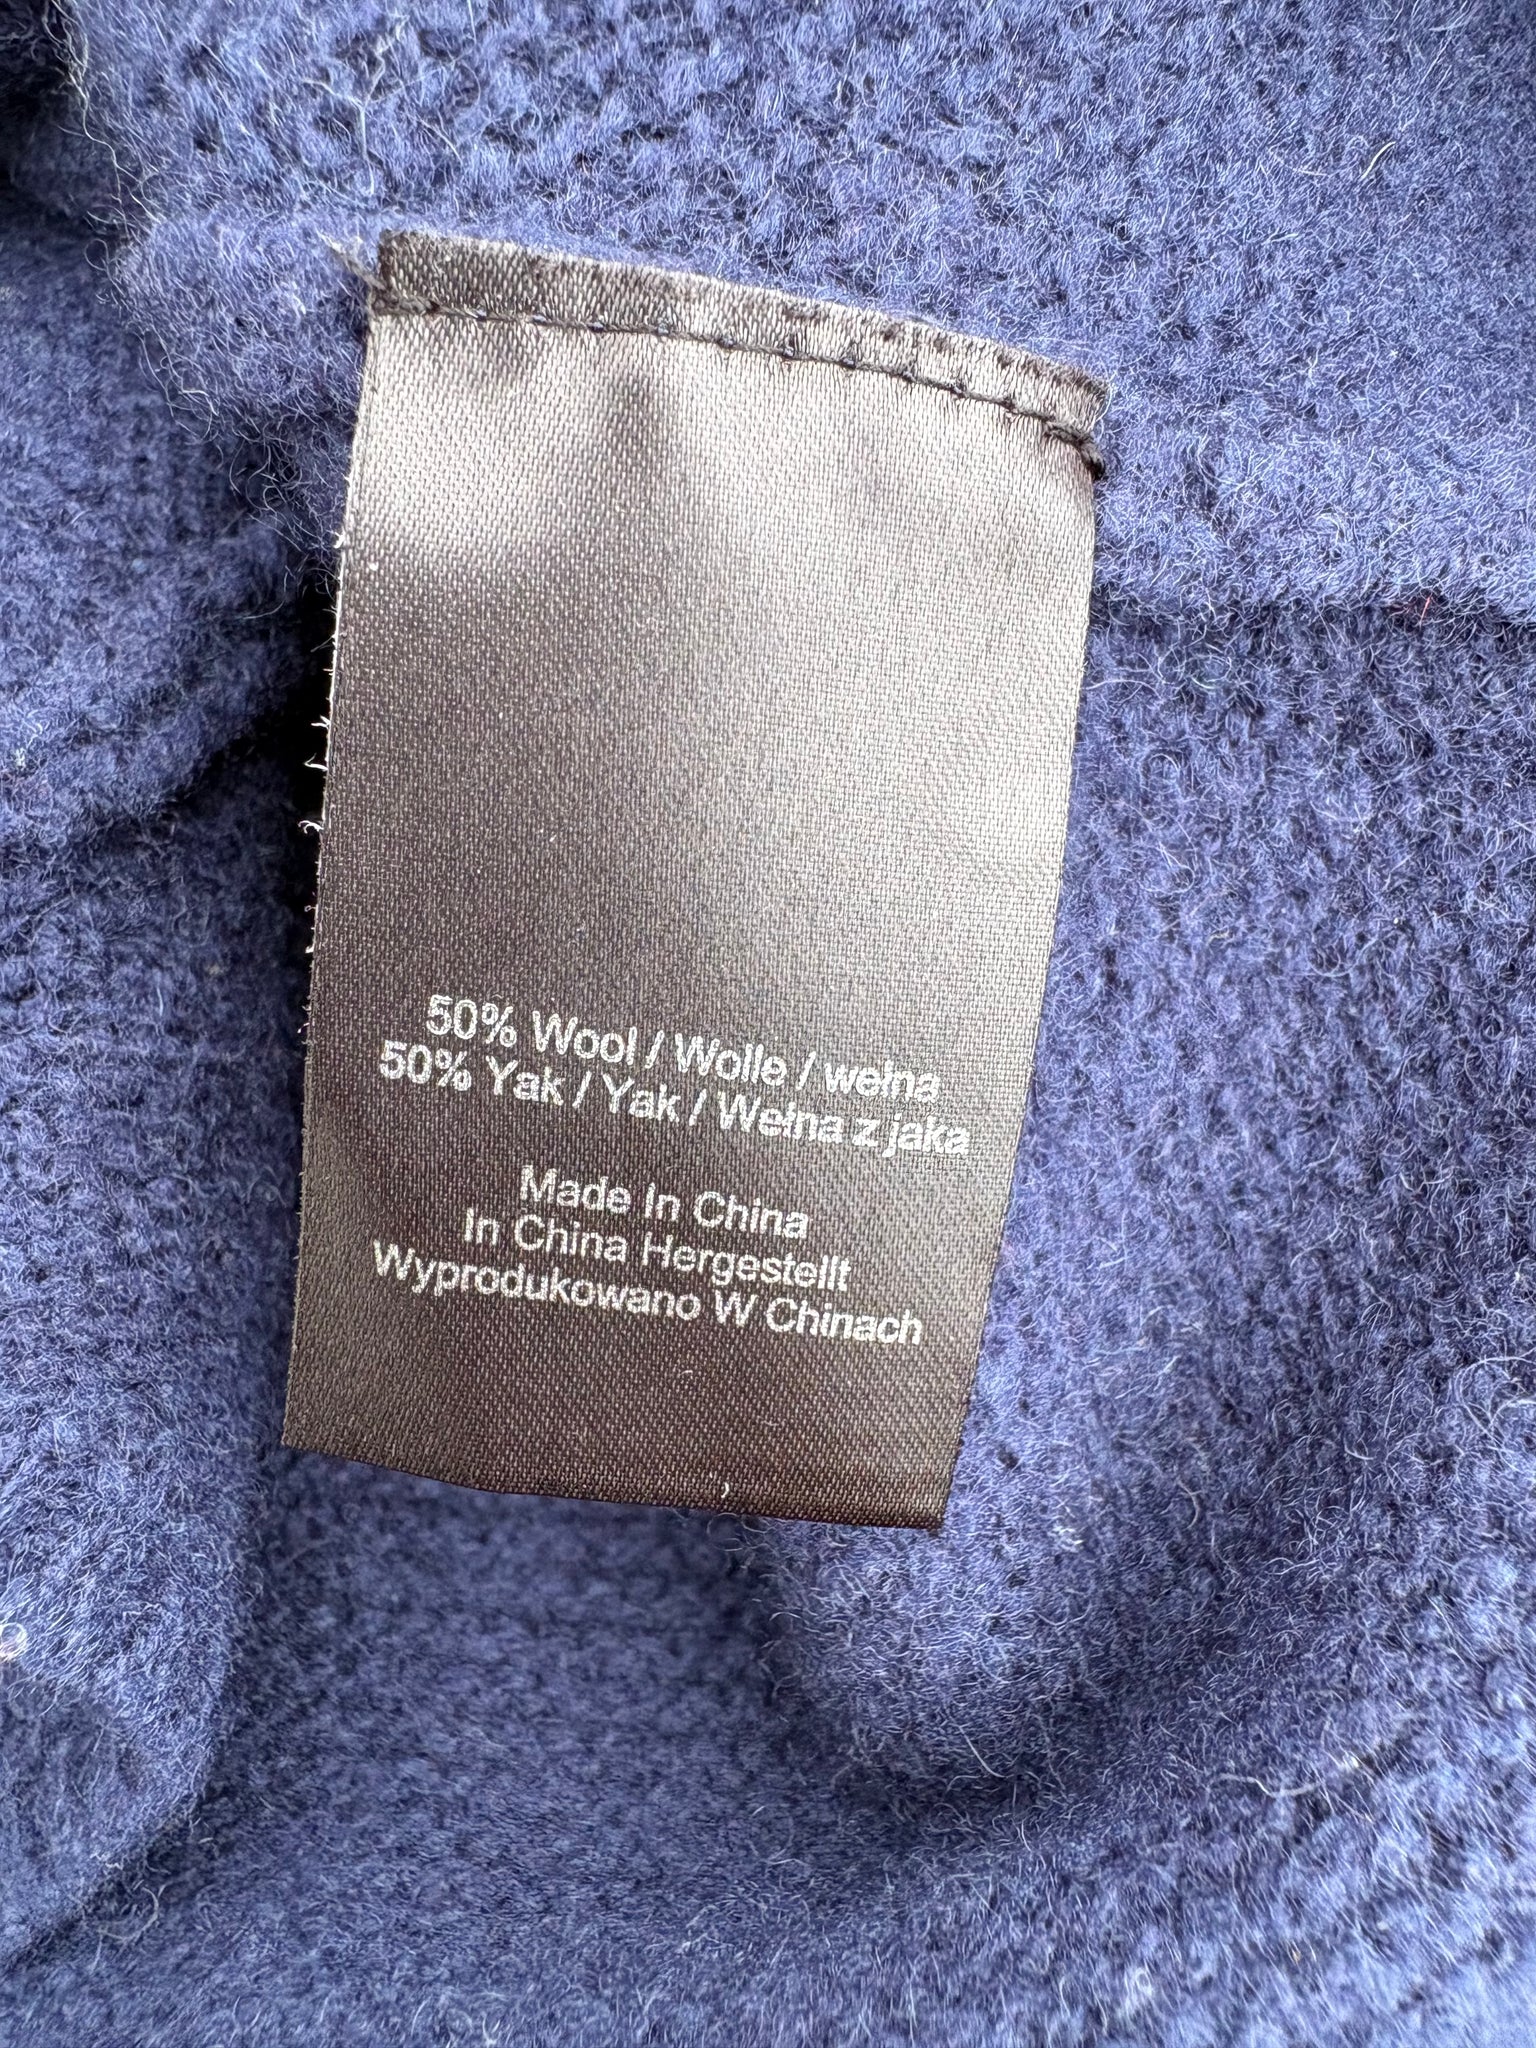 50% Wool / Wolle / wełna
50% Yak / Yak / Wełna z jaka
Made In China
In China Hergestellt
Wyprodukowano W Chinach